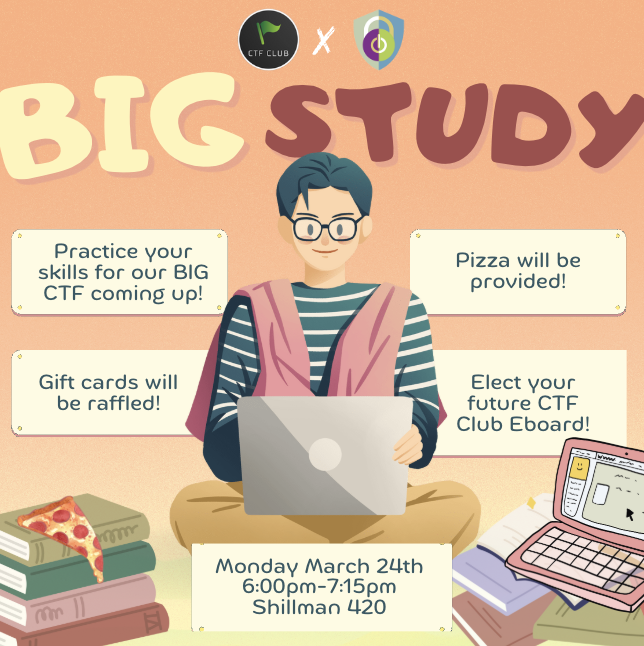 CTF CLUB
X
BIG STUDY
Practice your
skills for our BIG
CTF coming up!
Pizza will be
provided!
Gift cards will
be raffled!
Elect your
future CTF
Club Eboard!
Monday March 24th
6:00pm-7:15pm
Shillman 420